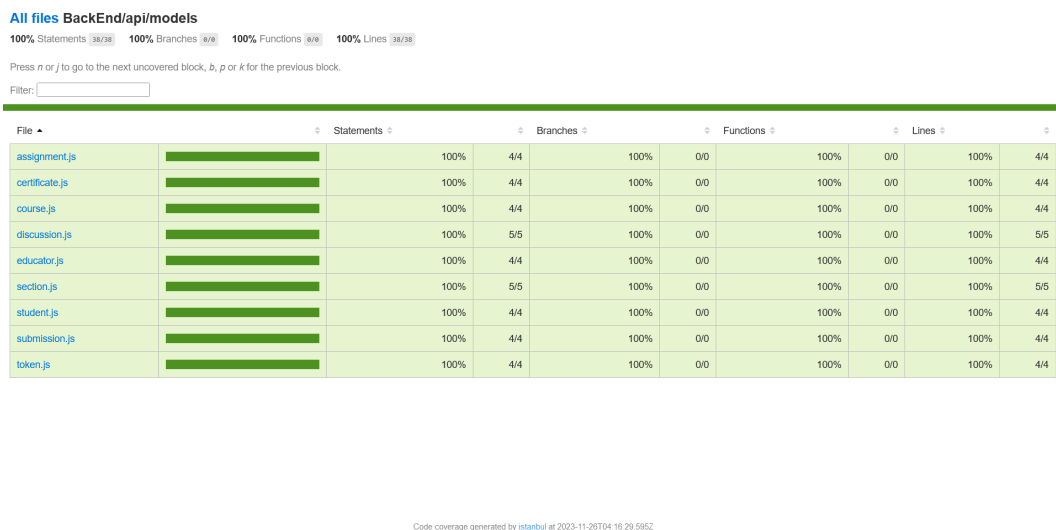 All files BackEnd/api/models
100% Statements 38/38 100% Branches 0/0 100% Functions 0/0 100% Lines 38/38
Press n or j to go to the next uncovered block, b, p or k for the previous block.
Filter:
File Statements Branches Functions Lines
assignment.js 100% 4/4 100% 0/0 100% 0/0 100% 4/4
certificate.js 100% 4/4 100% 0/0 100% 0/0 100% 4/4
course.js 100% 4/4 100% 0/0 100% 0/0 100% 4/4
discussion.js 100% 5/5 100% 0/0 100% 0/0 100% 5/5
educator.js 100% 4/4 100% 0/0 100% 0/0 100% 4/4
section.js 100% 5/5 100% 0/0 100% 0/0 100% 5/5
student.js 100% 4/4 100% 0/0 100% 0/0 100% 4/4
submission.js 100% 4/4 100% 0/0 100% 0/0 100% 4/4
token.js 100% 4/4 100% 0/0 100% 0/0 100% 4/4
Code coverage generated by istanbul at 2023-11-26T04:16:29.595Z